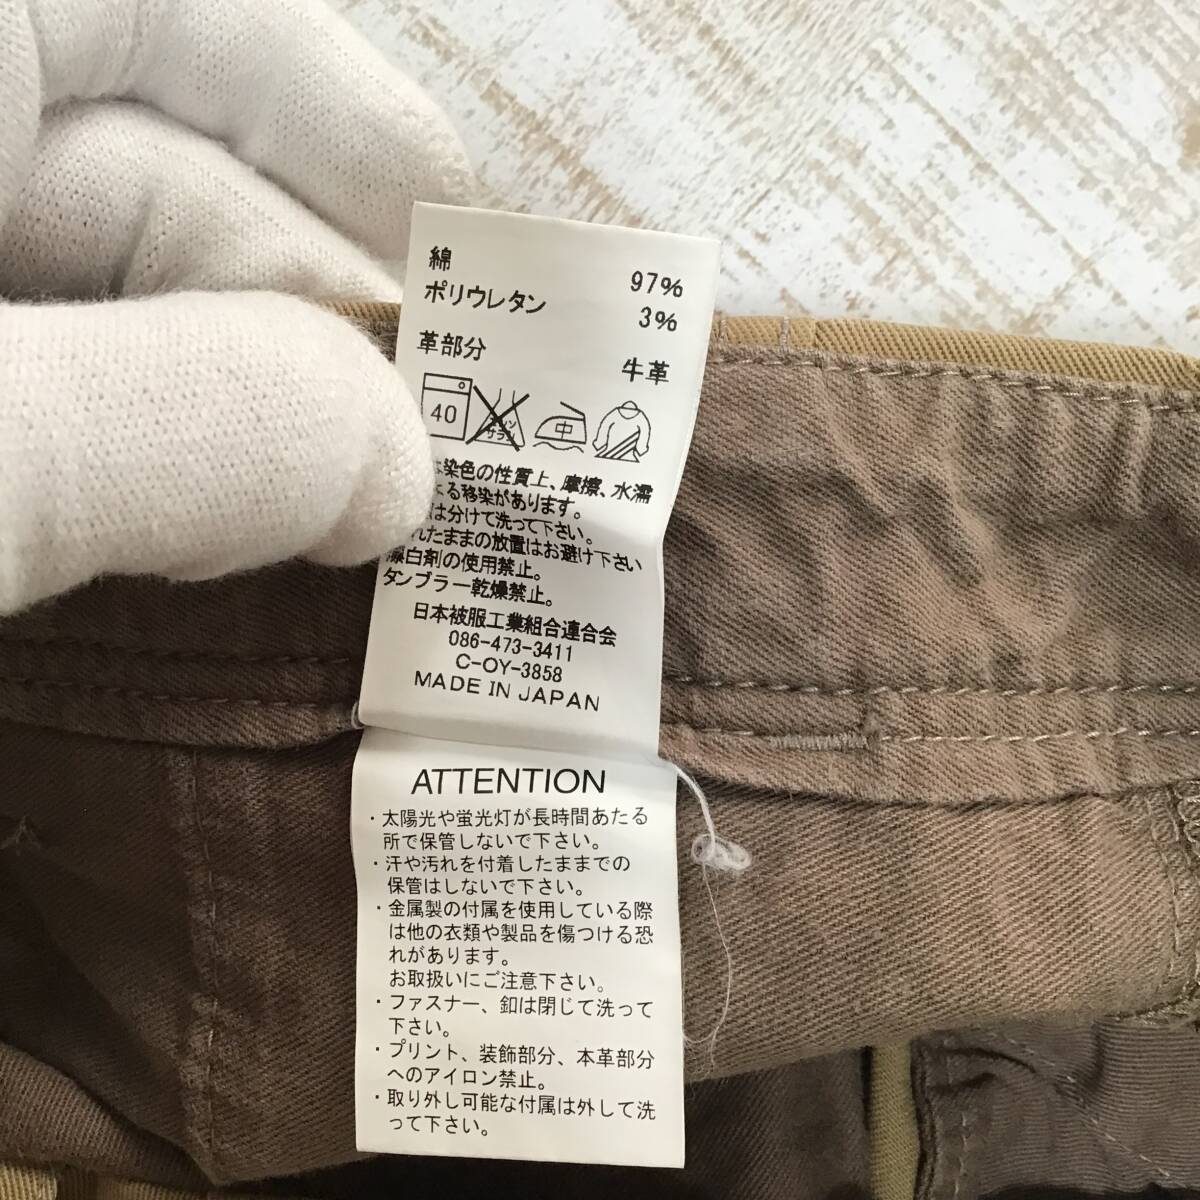 綿 97%
ポリウレタン 3%
革部分 牛革
40 エンソ サラシ 中
染色の性質上、摩擦、水濡
よる移染があります。
は分けて洗って下さい。
れたままの放置はお避け下さい
漂白剤の使用禁止。
タンブラー乾燥禁止。
日本被服工業組合連合会
086-473-3411
C-OY-3858
MADE IN JAPAN
ATTENTION
・太陽光や蛍光灯が長時間あたる
所で保管しないで下さい。
・汗や汚れを付着したままでの
保管はしないで下さい。
・金属製の付属を使用している際
は他の衣類や製品を傷つける恐
れがあります。
お取扱いにご注意下さい。
・ファスナー、釦は閉じて洗って
下さい。
・プリント、装飾部分、本革部分
へのアイロン禁止。
・取り外し可能な付属は外して洗
って下さい。